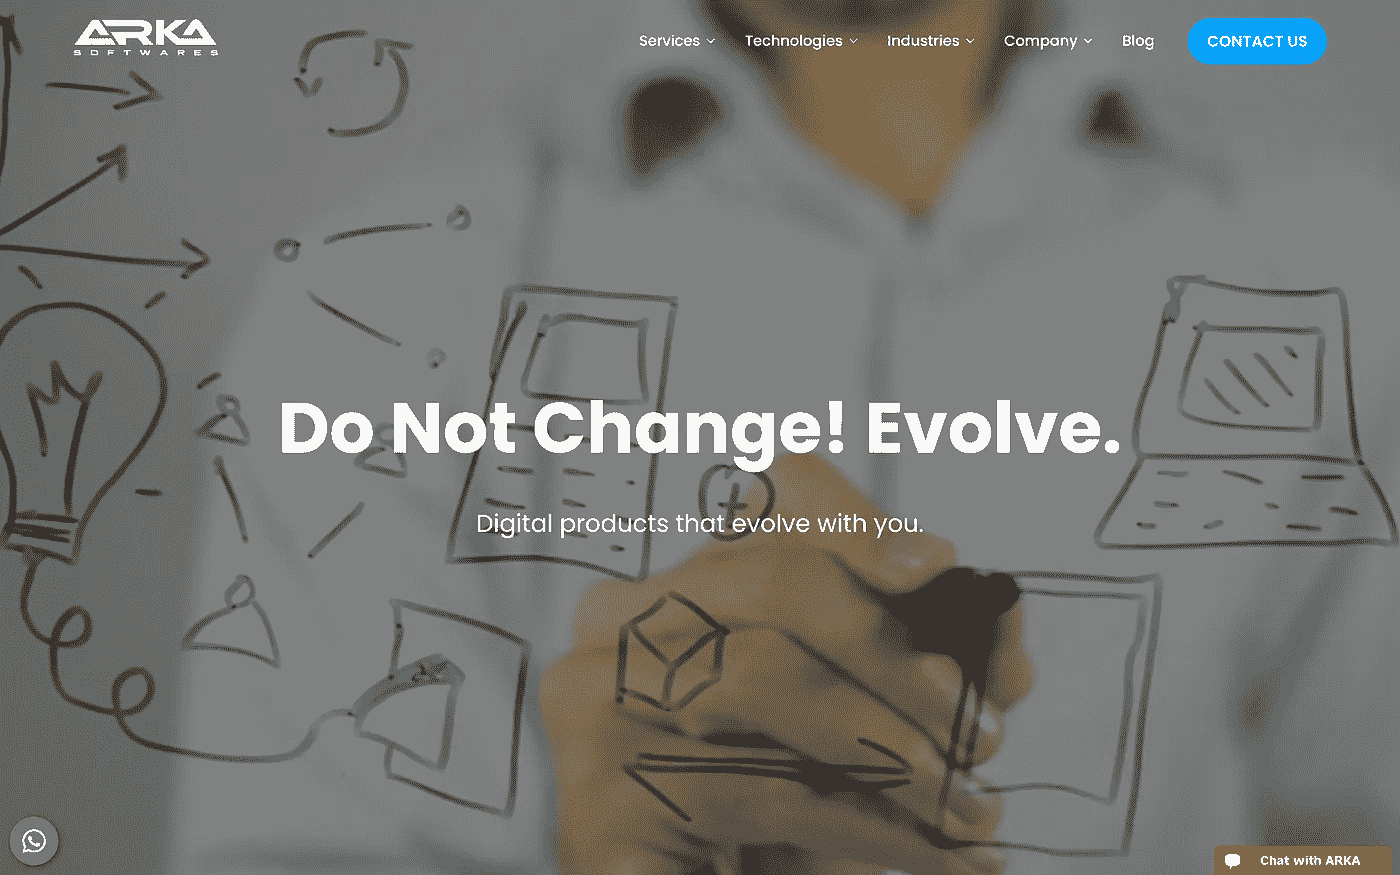 ARKA
SOFTWARES
Services
Technologies
Industries
Company
Blog
CONTACT US
Do Not Change! Evolve.
Digital products that evolve with you.
Chat with ARKA